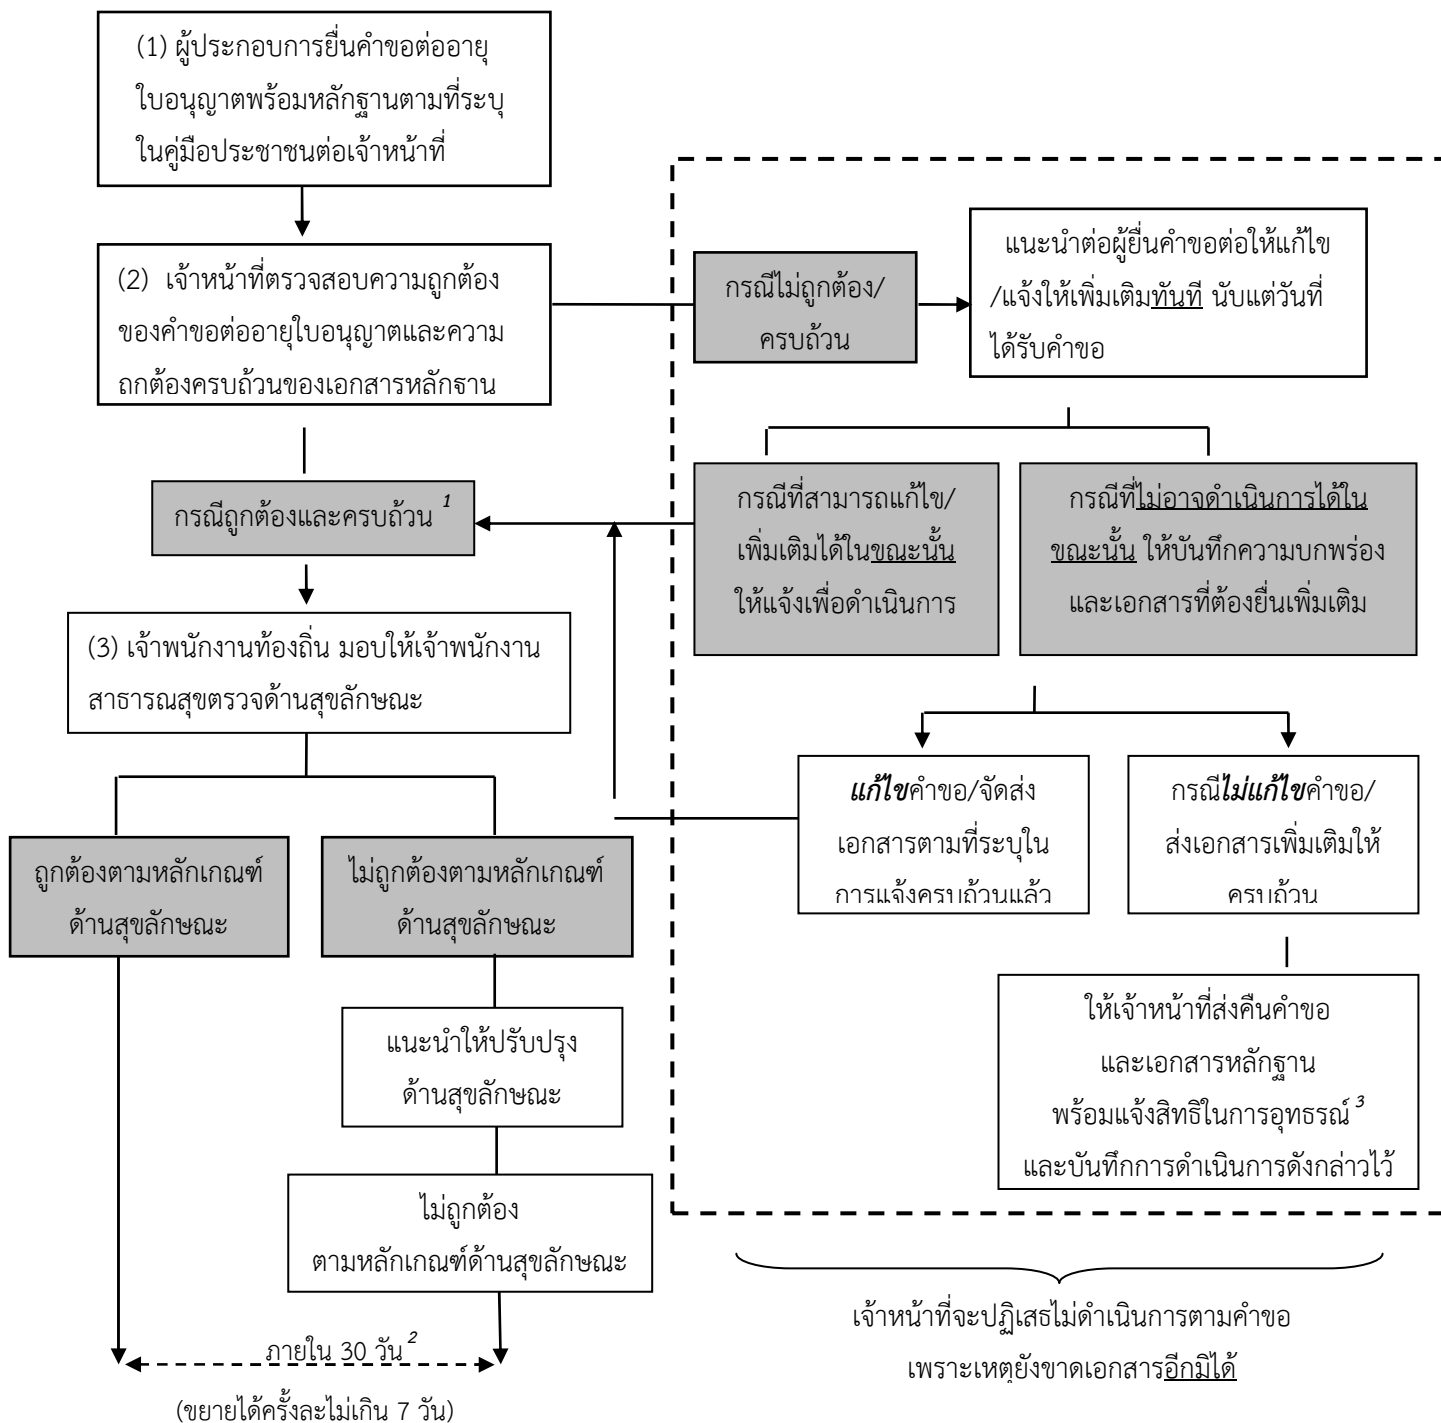 (1) ผู้ประกอบการยื่นคำขอต่ออายุ
ใบอนุญาตพร้อมหลักฐานตามที่ระบุ
ในคู่มือประชาชนต่อเจ้าหน้าที่
(2) เจ้าหน้าที่ตรวจสอบความถูกต้อง
ของคำขอต่ออายุใบอนุญาตและความ
ถูกต้องครบถ้วนของเอกสารหลักฐาน
กรณีไม่ถูกต้อง/
ครบถ้วน
แนะนำต่อผู้ยื่นคำขอต่อให้แก้ไข
/แจ้งให้เพิ่มเติมทันที นับแต่วันที่
ได้รับคำขอ
กรณีถูกต้องและครบถ้วน 1
กรณีที่สามารถแก้ไข/
เพิ่มเติมได้ในขณะนั้น
ให้แจ้งเพื่อดำเนินการ
กรณีที่ไม่อาจดำเนินการได้ใน
ขณะนั้น ให้บันทึกความบกพร่อง
และเอกสารที่ต้องยื่นเพิ่มเติม
(3) เจ้าพนักงานท้องถิ่น มอบให้เจ้าพนักงาน
สาธารณสุขตรวจด้านสุขลักษณะ
แก้ไขคำขอ/จัดส่ง
เอกสารตามที่ระบุใน
การแจ้งครบถ้วนแล้ว
กรณีไม่แก้ไขคำขอ/
ส่งเอกสารเพิ่มเติมให้
ครบถ้วน
ถูกต้องตามหลักเกณฑ์
ด้านสุขลักษณะ
ไม่ถูกต้องตามหลักเกณฑ์
ด้านสุขลักษณะ
แนะนำให้ปรับปรุง
ด้านสุขลักษณะ
ให้เจ้าหน้าที่ส่งคืนคำขอ
และเอกสารหลักฐาน
พร้อมแจ้งสิทธิในการอุทธรณ์ 3
และบันทึกการดำเนินการดังกล่าวไว้
ไม่ถูกต้อง
ตามหลักเกณฑ์ด้านสุขลักษณะ
ภายใน 30 วัน 2
(ขยายได้ครั้งละไม่เกิน 7 วัน)
เจ้าหน้าที่จะปฏิเสธไม่ดำเนินการตามคำขอ
เพราะเหตุยังขาดเอกสารอีกมิได้